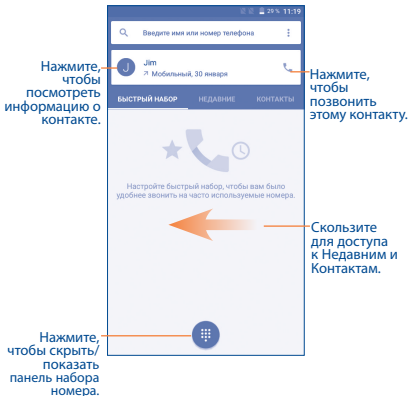 29 % 11:19
Введите имя или номер телефона
J
Jim
Мобильный, 30 января
БЫСТРЫЙ НАБОР НЕДАВНИЕ КОНТАКТЫ
Настройте быстрый набор, чтобы вам было
удобнее звонить на часто используемые номера.
Нажмите,
чтобы
посмотреть
информацию о
контакте.
Нажмите,
чтобы
позвонить
этому контакту.
Скользите
для доступа
к Недавним и
Контактам.
Нажмите,
чтобы скрыть/
показать
панель набора
номера.